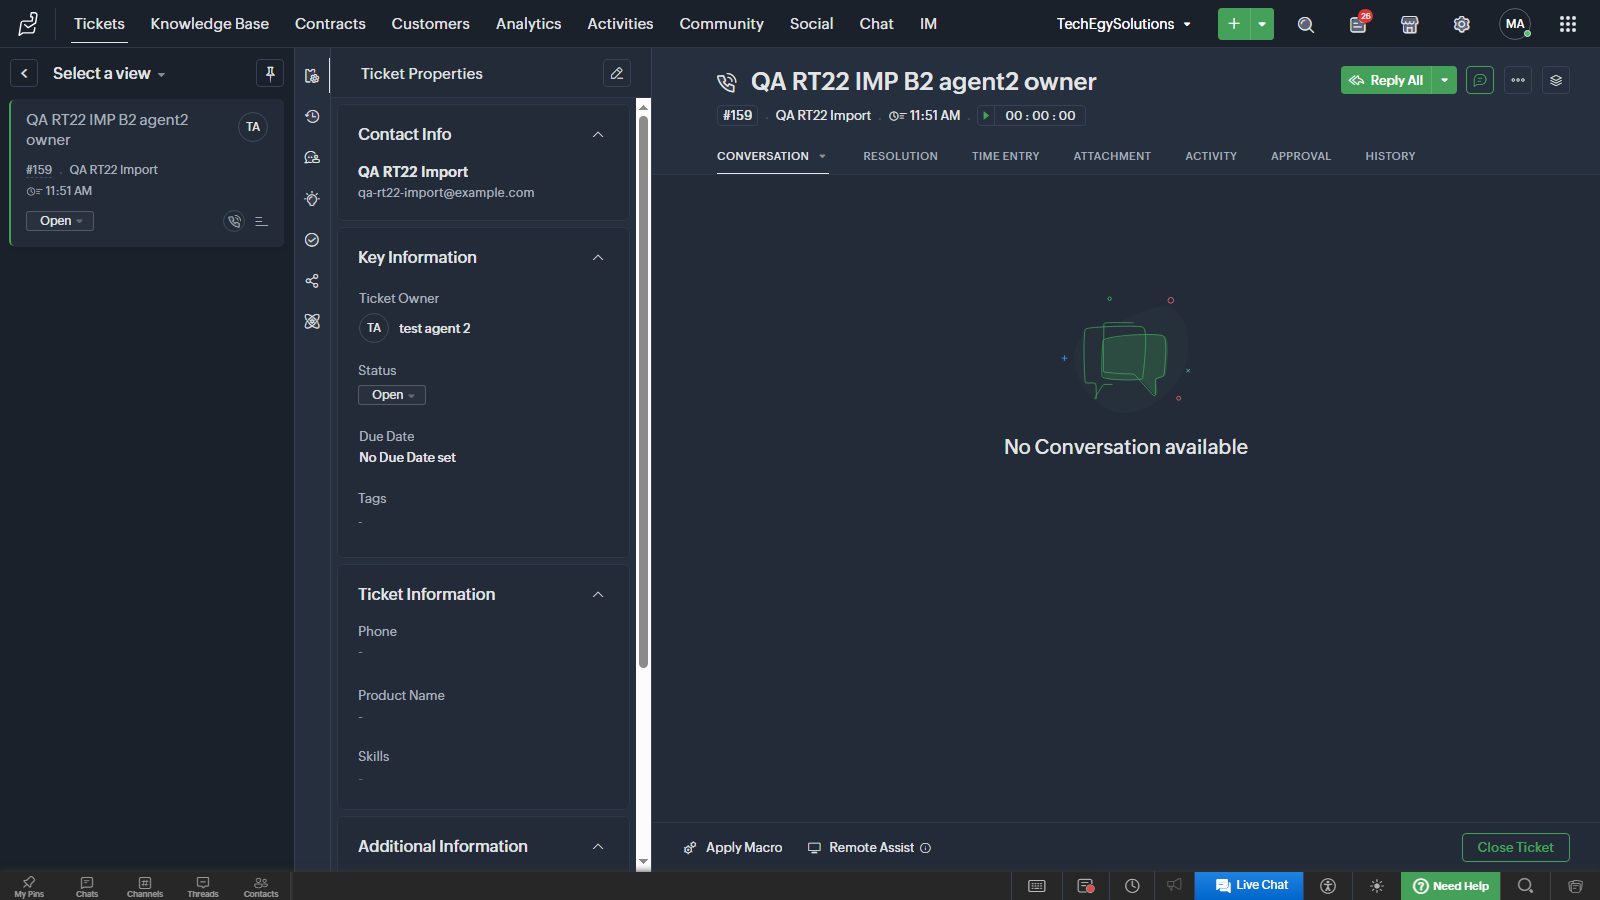 Tickets
Knowledge Base
Contracts
Customers
Analytics
Activities
Community
Social
Chat
IM
TechEgySolutions
26
MA
Select a view
QA RT22 IMP B2 agent2 owner
TA
#159 . QA RT22 Import
11:51 AM
Open
Ticket Properties
Contact Info
QA RT22 Import
qa-rt22-import@example.com
Key Information
Ticket Owner
TA
test agent 2
Status
Open
Due Date
No Due Date set
Tags
-
Ticket Information
Phone
-
Product Name
-
Skills
-
Additional Information
QA RT22 IMP B2 agent2 owner
#159 . QA RT22 Import . 11:51 AM . 00 : 00 : 00
Reply All
CONVERSATION
RESOLUTION
TIME ENTRY
ATTACHMENT
ACTIVITY
APPROVAL
HISTORY
No Conversation available
Apply Macro
Remote Assist
Close Ticket
My Pins
Chats
Channels
Threads
Contacts
Live Chat
Need Help